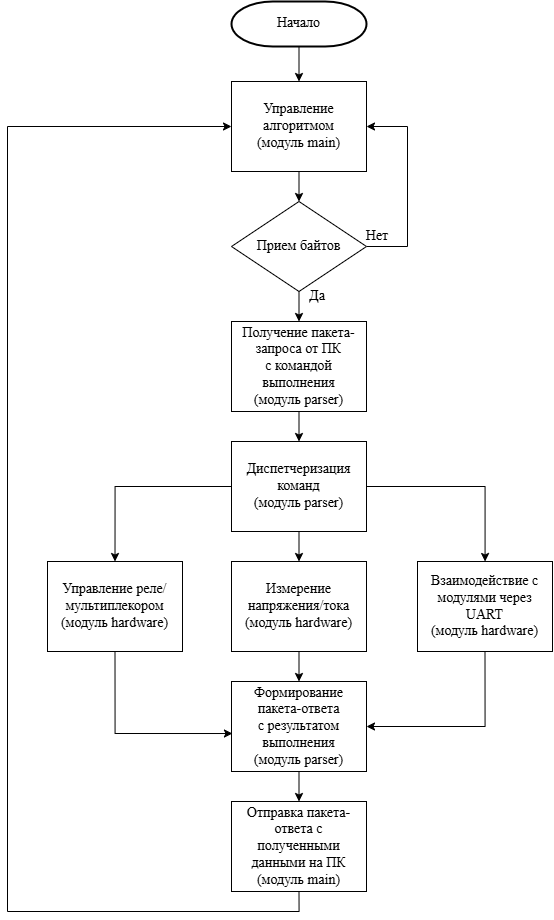 Начало
Управление
алгоритмом
(модуль main)
Прием байтов
Нет
Да
Получение пакета-
запроса от ПК
с командой
выполнения
(модуль parser)
Диспетчеризация
команд
(модуль parser)
Управление реле/
мультиплекором
(модуль hardware)
Измерение
напряжения/тока
(модуль hardware)
Взаимодействие с
модулями через
UART
(модуль hardware)
Формирование
пакета-ответа
с результатом
выполнения
(модуль parser)
Отправка пакета-
ответа с
полученными
данными на ПК
(модуль main)